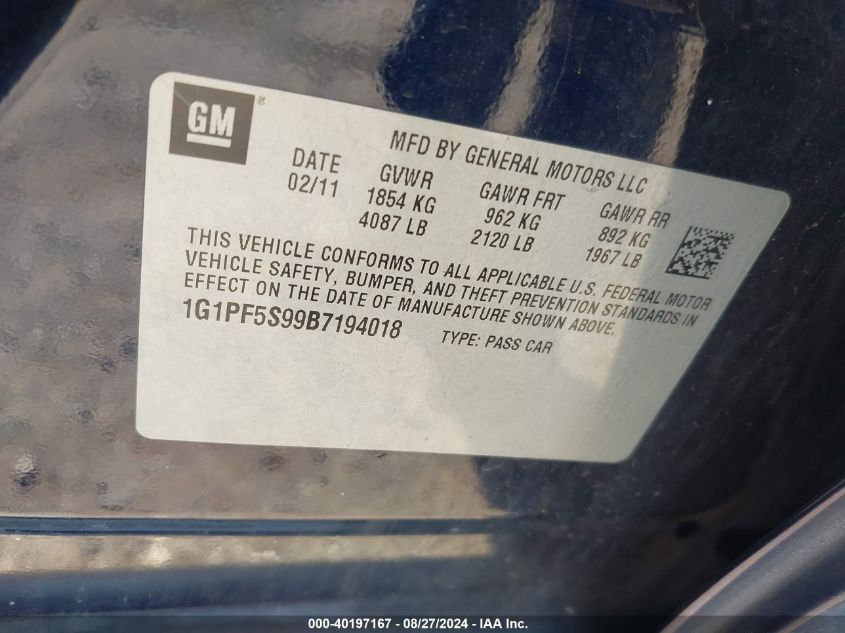 GM®
MFD BY GENERAL MOTORS LLC
DATE GVWR GAWR FRT GAWR RR
02/11 1854 KG 962 KG 892 KG
4087 LB 2120 LB 1967 LB
THIS VEHICLE CONFORMS TO ALL APPLICABLE U.S. FEDERAL MOTOR
VEHICLE SAFETY, BUMPER, AND THEFT PREVENTION STANDARDS IN
EFFECT ON THE DATE OF MANUFACTURE SHOWN ABOVE.
1G1PF5S99B7194018 TYPE: PASS CAR
000-40197167 • 08/27/2024 - IAA Inc.